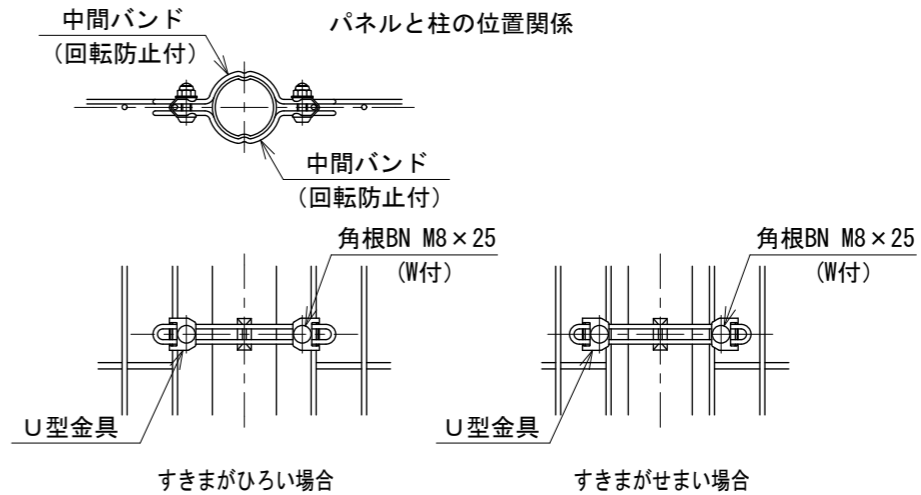 中間バンド
(回転防止付)
パネルと柱の位置関係
中間バンド
(回転防止付)
角根BN M8×25
(W付)
U型金具
すきまがひろい場合
角根BN M8×25
(W付)
U型金具
すきまがせまい場合